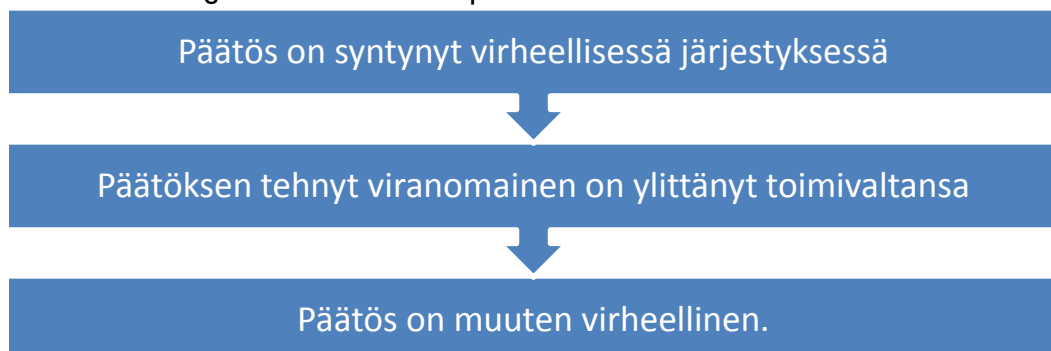 Päätös on syntynyt virheellisessä järjestyksessä
Päätöksen tehnyt viranomainen on ylittänyt toimivaltansa
Päätös on muuten virheellinen.